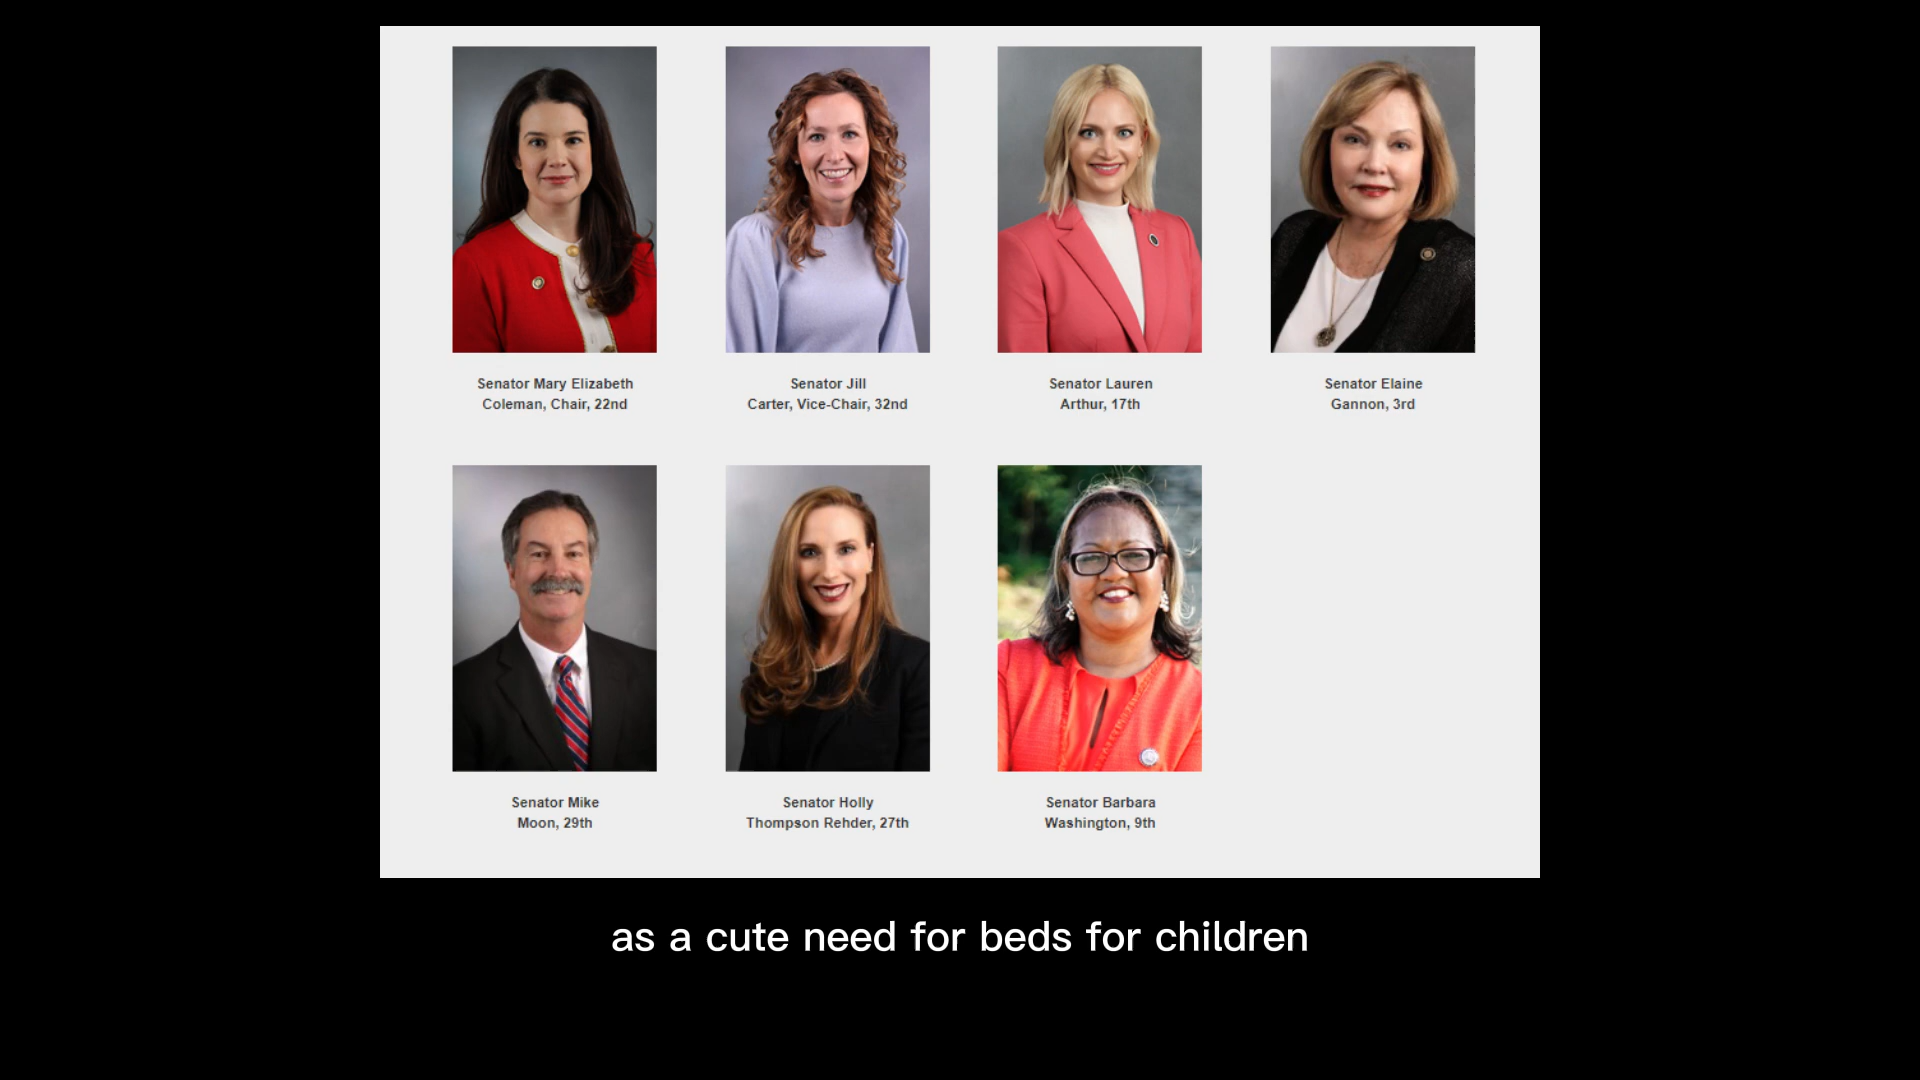 Senator Mary Elizabeth
Coleman, Chair, 22nd
Senator Jill
Carter, Vice-Chair, 32nd
Senator Lauren
Arthur, 17th
Senator Elaine
Gannon, 3rd
Senator Mike
Moon, 29th
Senator Holly
Thompson Rehder, 27th
Senator Barbara
Washington, 9th
as a cute need for beds for children